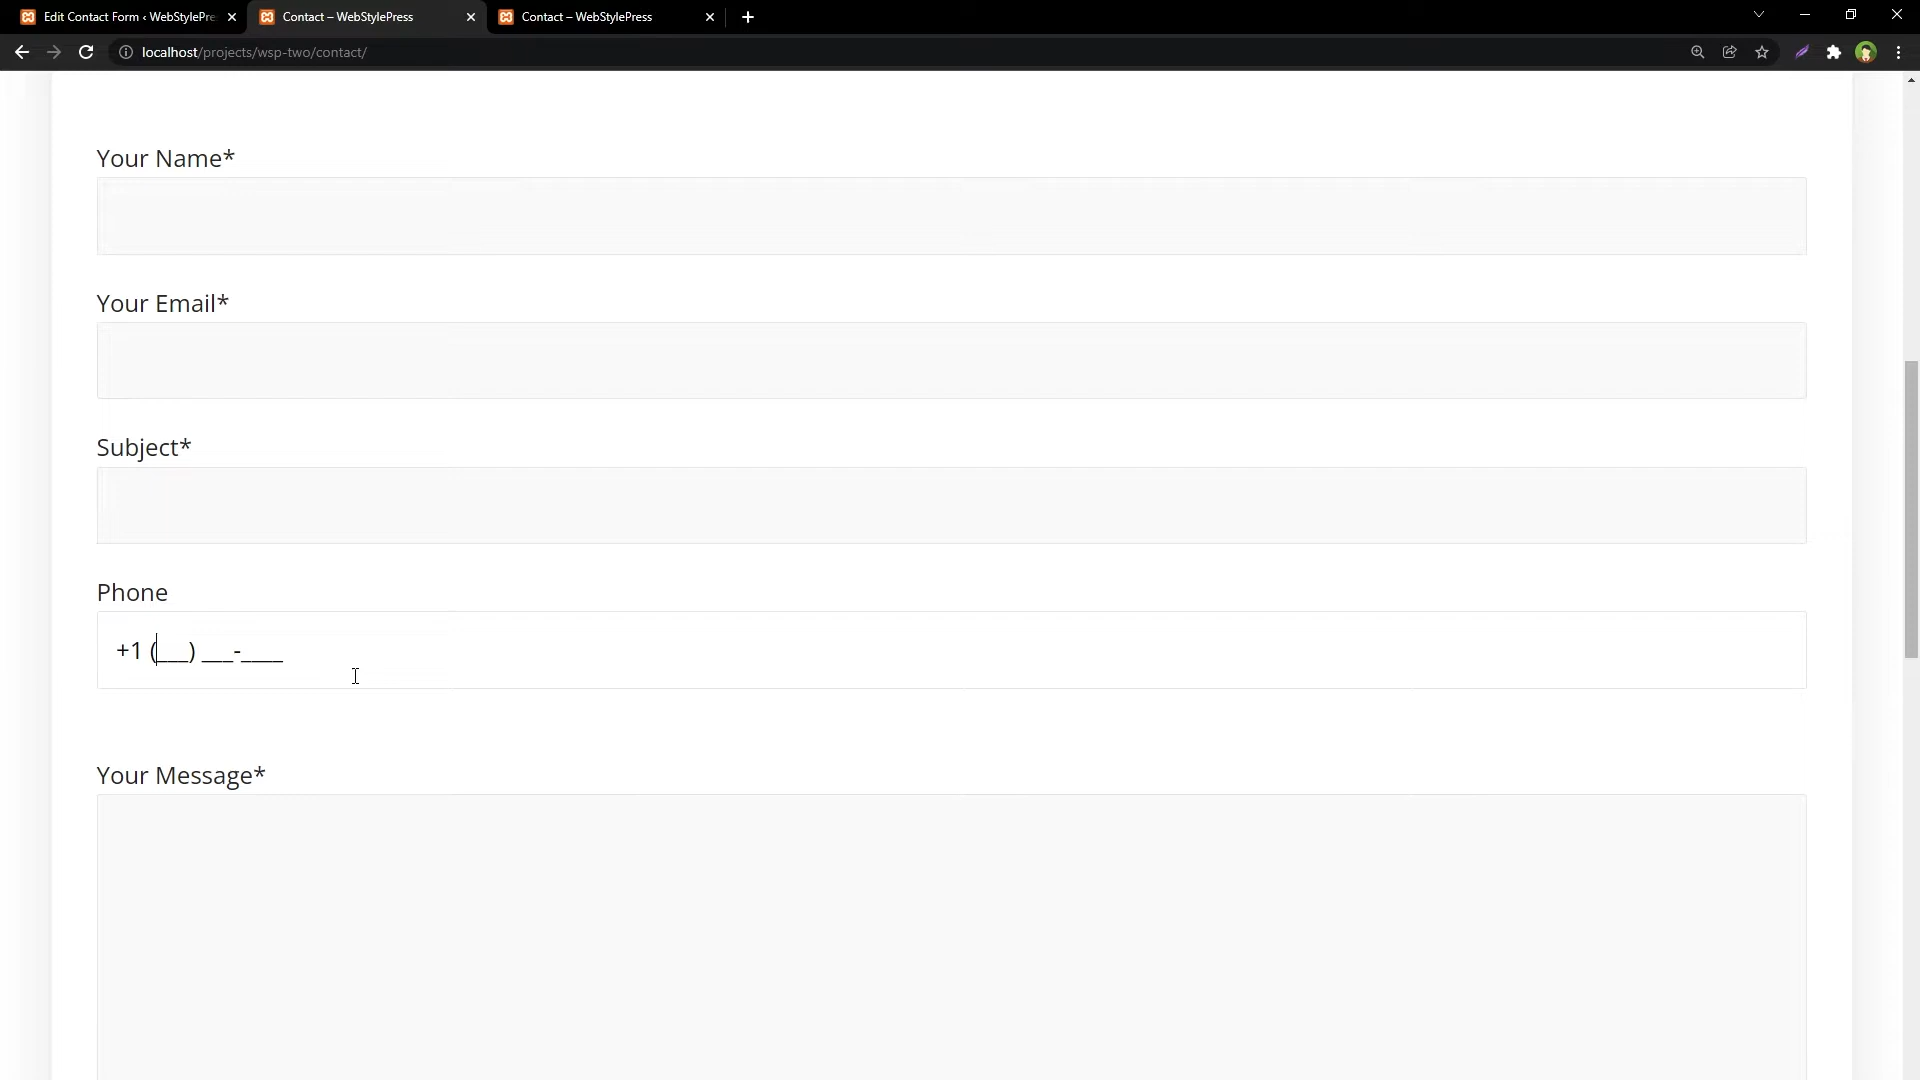 Edit Contact Form ‹ WebStylePre
Contact – WebStylePress
Contact – WebStylePress
localhost/projects/wsp-two/contact/
Your Name*
Your Email*
Subject*
Phone
+1 (___) ___-____
Your Message*